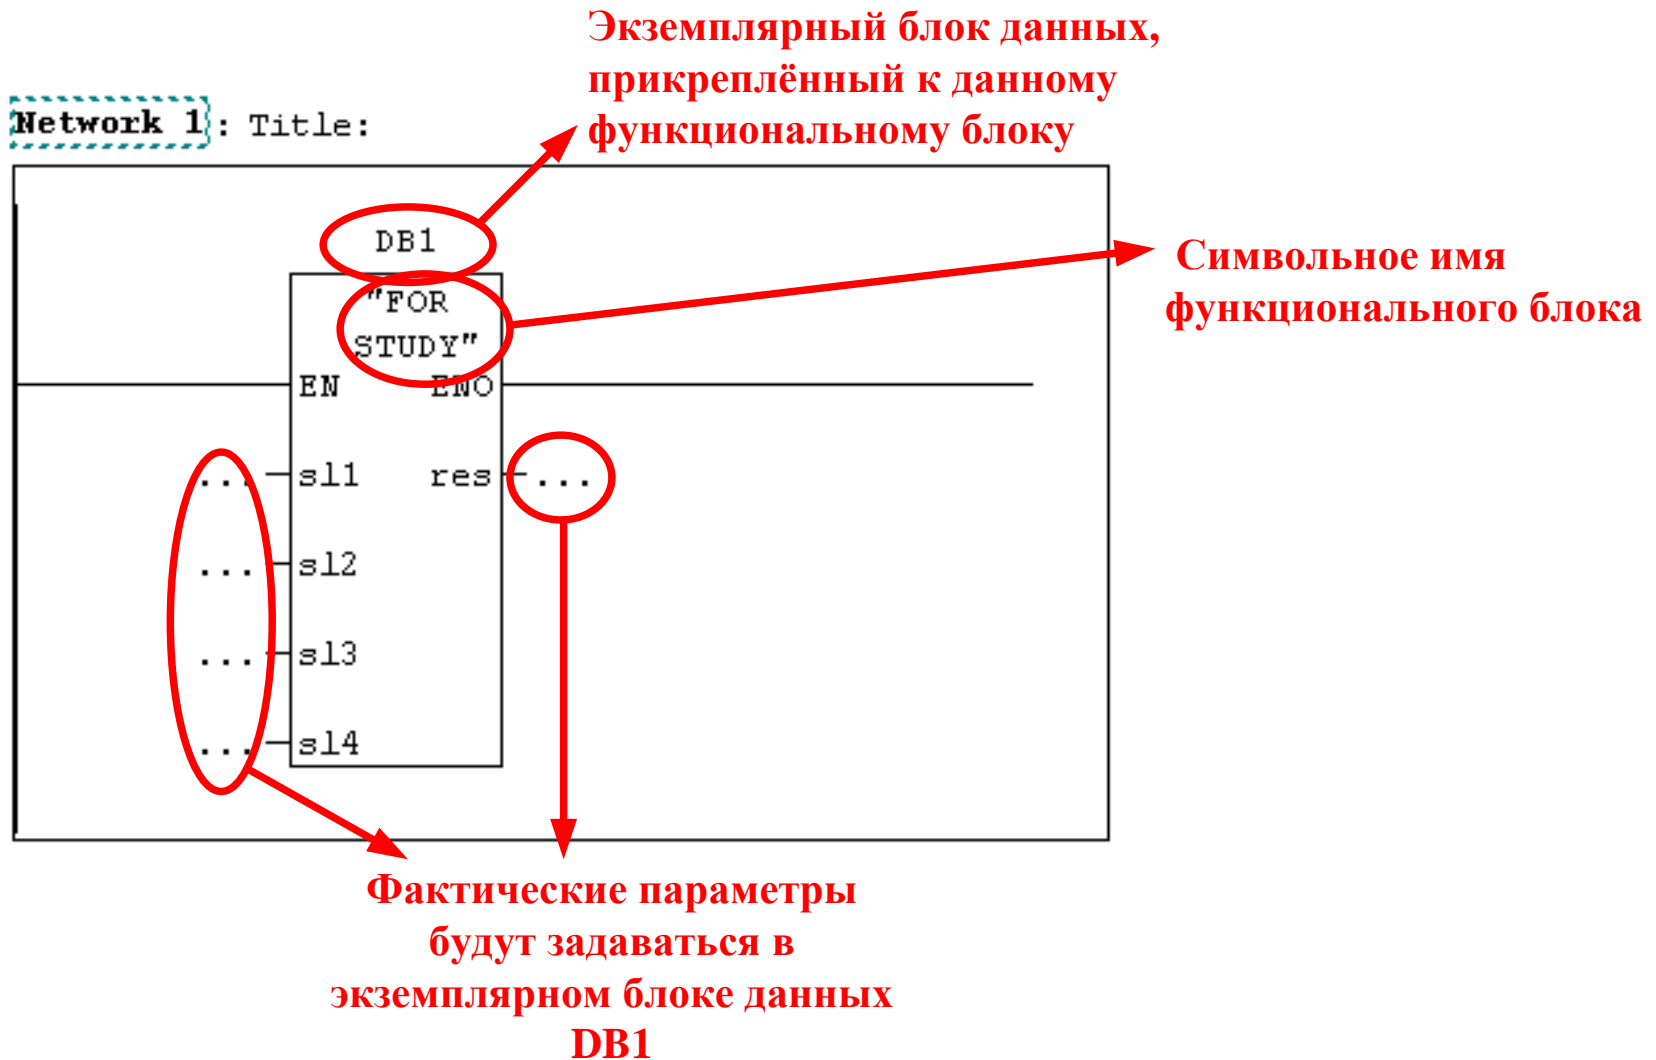 Экземплярный блок данных,
прикреплённый к данному
функциональному блоку
Network 1: Title:
DB1
"FOR
STUDY"
Символьное имя
функционального блока
EN ENO
... sl1 res ...
... sl2
... sl3
... sl4
Фактические параметры
будут задаваться в
экземплярном блоке данных
DB1